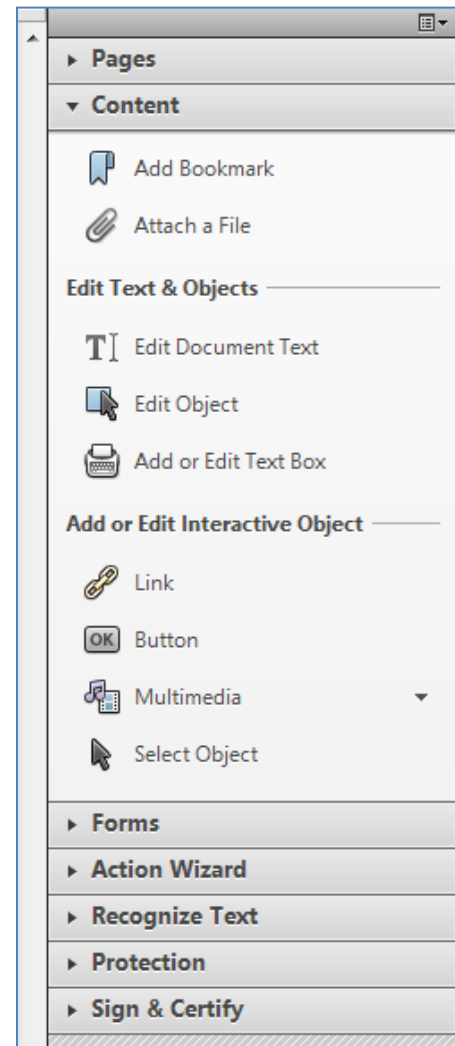 Pages
Content
Add Bookmark
Attach a File
Edit Text & Objects
T Edit Document Text
Edit Object
Add or Edit Text Box
Add or Edit Interactive Object
Link
OK Button
Multimedia
Select Object
Forms
Action Wizard
Recognize Text
Protection
Sign & Certify